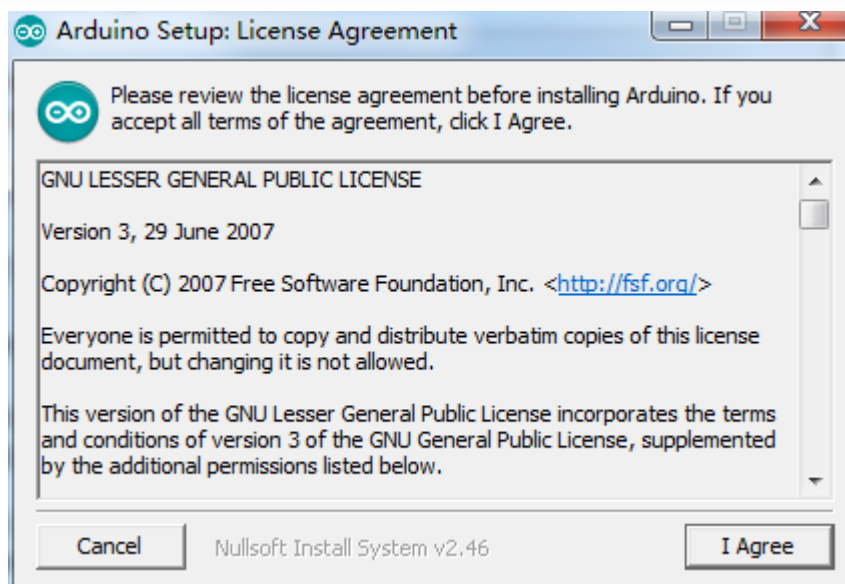 Arduino Setup: License Agreement
Please review the license agreement before installing Arduino. If you
accept all terms of the agreement, click I Agree.
GNU LESSER GENERAL PUBLIC LICENSE
Version 3, 29 June 2007
Copyright (C) 2007 Free Software Foundation, Inc. <http://fsf.org/>
Everyone is permitted to copy and distribute verbatim copies of this license
document, but changing it is not allowed.
This version of the GNU Lesser General Public License incorporates the terms
and conditions of version 3 of the GNU General Public License, supplemented
by the additional permissions listed below.
Cancel
Nullsoft Install System v2.46
I Agree